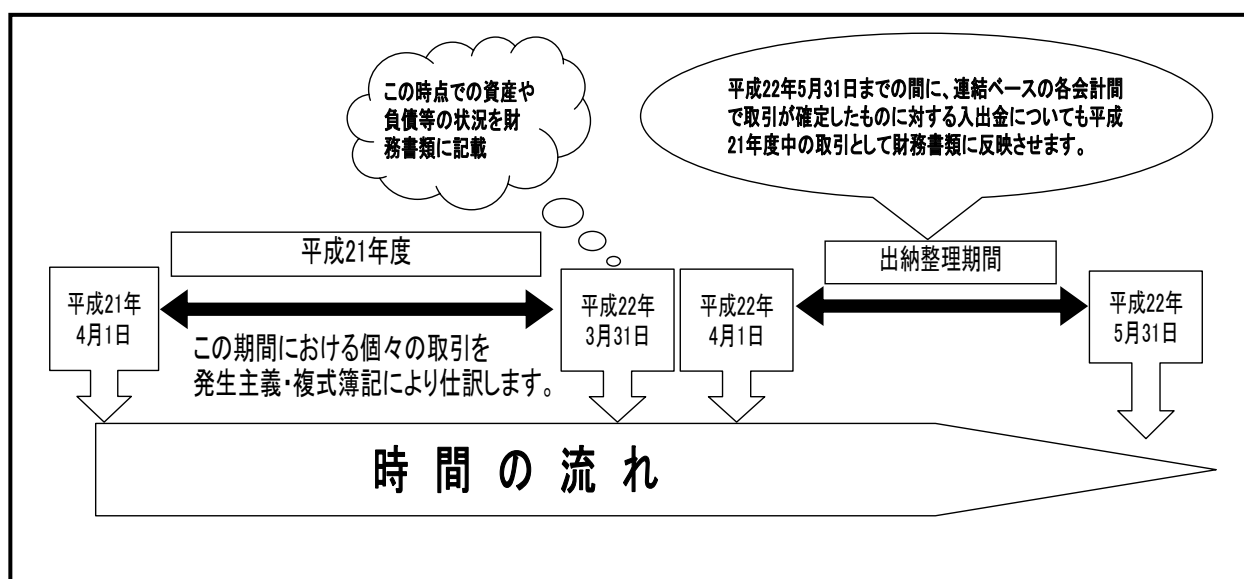 この時点での資産や
負債等の状況を財
務書類に記載
平成22年5月31日までの間に、連結ベースの各会計間
で取引が確定したものに対する入出金についても平成
21年度中の取引として財務書類に反映させます。
平成21年度
出納整理期間
平成21年
4月1日
平成22年
3月31日
平成22年
4月1日
平成22年
5月31日
この期間における個々の取引を
発生主義・複式簿記により仕訳します。
時間の流れ